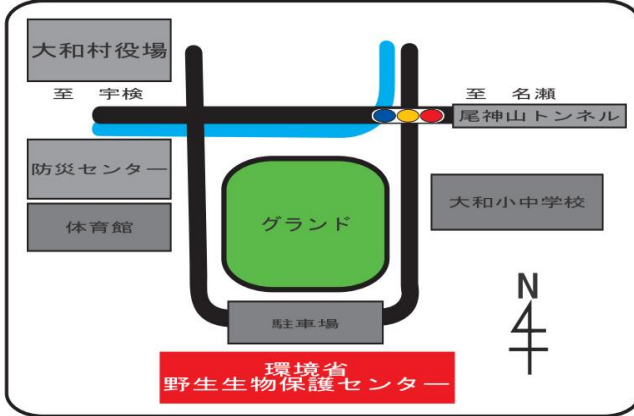 大和村役場
至 宇検
至 名瀬
尾神山トンネル
防災センター
体育館
グランド
大和小中学校
駐車場
N
環境省
野生生物保護センター